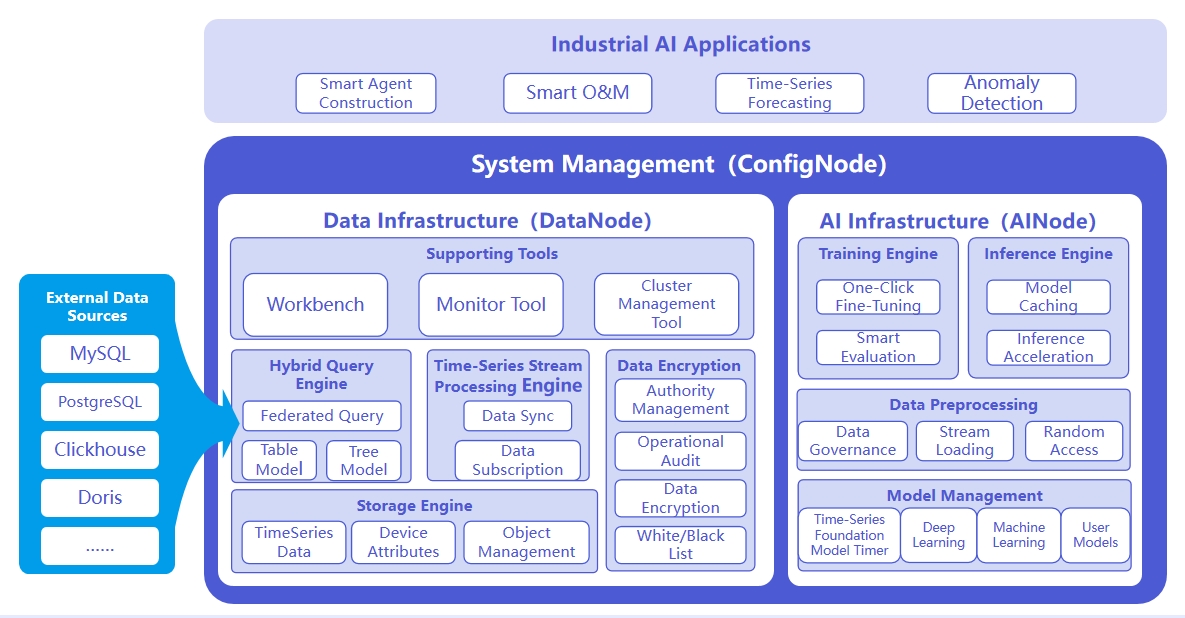 Industrial AI Applications
Smart Agent
Construction
Smart O&M
Time-Series
Forecasting
Anomaly
Detection
System Management（ConfigNode）
External Data
Sources
MySQL
PostgreSQL
Clickhouse
Doris
......
Data Infrastructure（DataNode）
Supporting Tools
Workbench
Monitor Tool
Cluster
Management
Tool
Hybrid Query
Engine
Federated Query
Table
Model
Tree
Model
Time-Series Stream
Processing Engine
Data Sync
Data
Subscription
Storage Engine
TimeSeries
Data
Device
Attributes
Object
Management
Data Encryption
Authority
Management
Operational
Audit
Data
Encryption
White/Black
List
AI Infrastructure（AINode）
Training Engine
One-Click
Fine-Tuning
Smart
Evaluation
Inference Engine
Model
Caching
Inference
Acceleration
Data Preprocessing
Data
Governance
Stream
Loading
Random
Access
Model Management
Time-Series
Foundation
Model Timer
Deep
Learning
Machine
Learning
User
Models